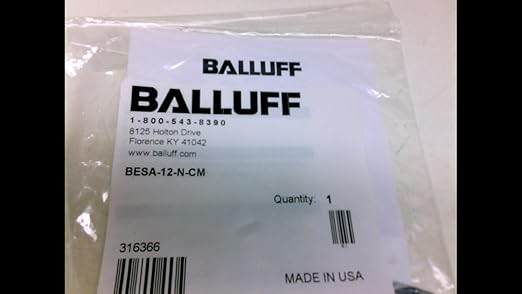 BALLUFF
BALLUFF
1-800-543-8390
8125 Holton Drive
Florence KY 41042
www.balluff.com
BESA-12-N-CM
Quantity: 1
316366
MADE IN USA